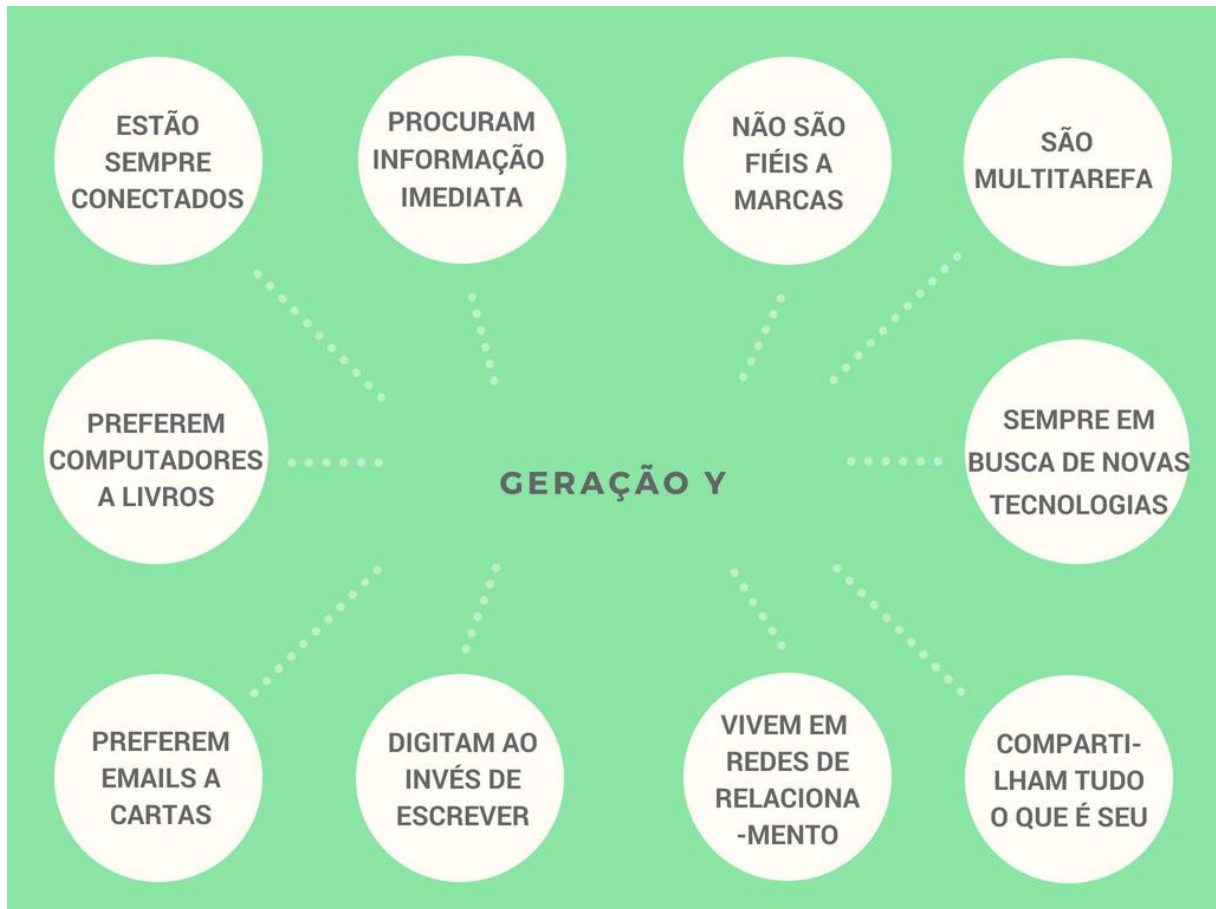 ESTÃO
SEMPRE
CONECTADOS
PROCURAM
INFORMAÇÃO
IMEDIATA
NÃO SÃO
FIÉIS A
MARCAS
SÃO
MULTITAREFA
PREFEREM
COMPUTADORES
A LIVROS
GERAÇÃO Y
SEMPRE EM
BUSCA DE NOVAS
TECNOLOGIAS
PREFEREM
EMAILS A
CARTAS
DIGITAM AO
INVÉS DE
ESCREVER
VIVEM EM
REDES DE
RELACIONA
-MENTO
COMPARTI-
LHAM TUDO
O QUE É SEU